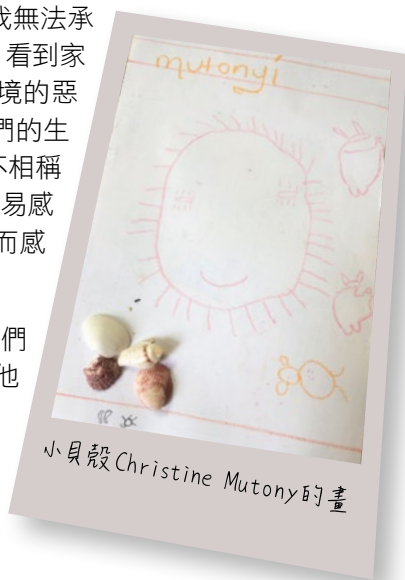 我無法承
看到家
境的惡
們的生
不相稱
易感
而感
們
他
mutonyi
小貝殼Christine Mutony的畫